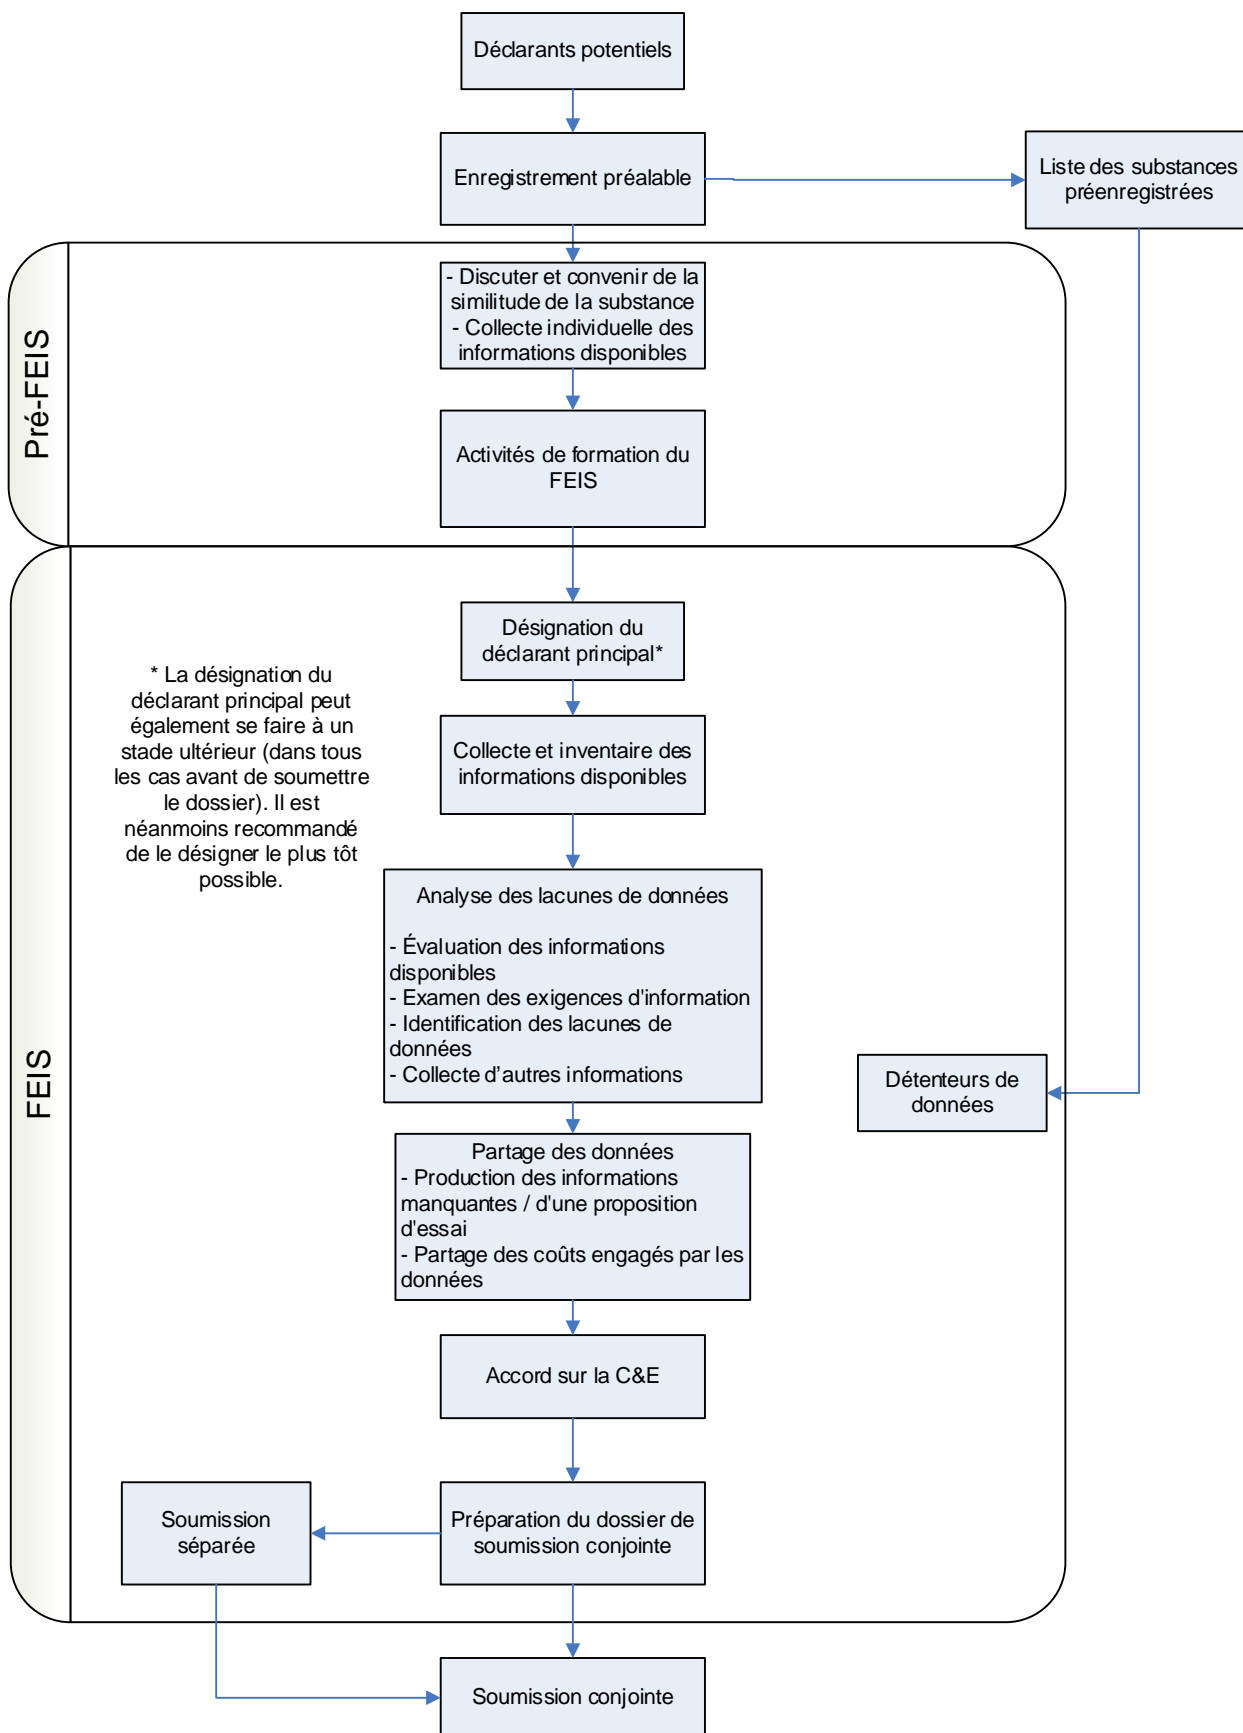 Déclarants potentiels
Enregistrement préalable
Liste des substances
préenregistrées
Pré-FEIS
- Discuter et convenir de la
similitude de la substance
- Collecte individuelle des
informations disponibles
Activités de formation du
FEIS
FEIS
Désignation du
déclarant principal*
* La désignation du
déclarant principal peut
également se faire à un
stade ultérieur (dans tous
les cas avant de soumettre
le dossier). Il est
néanmoins recommandé
de le désigner le plus tôt
possible.
Collecte et inventaire des
informations disponibles
Analyse des lacunes de données
- Évaluation des informations
disponibles
- Examen des exigences d'information
- Identification des lacunes de
données
- Collecte d’autres informations
Détenteurs de
données
Partage des données
- Production des informations
manquantes / d'une proposition
d'essai
- Partage des coûts engagés par les
données
Accord sur la C&E
Soumission
séparée
Préparation du dossier de
soumission conjointe
Soumission conjointe